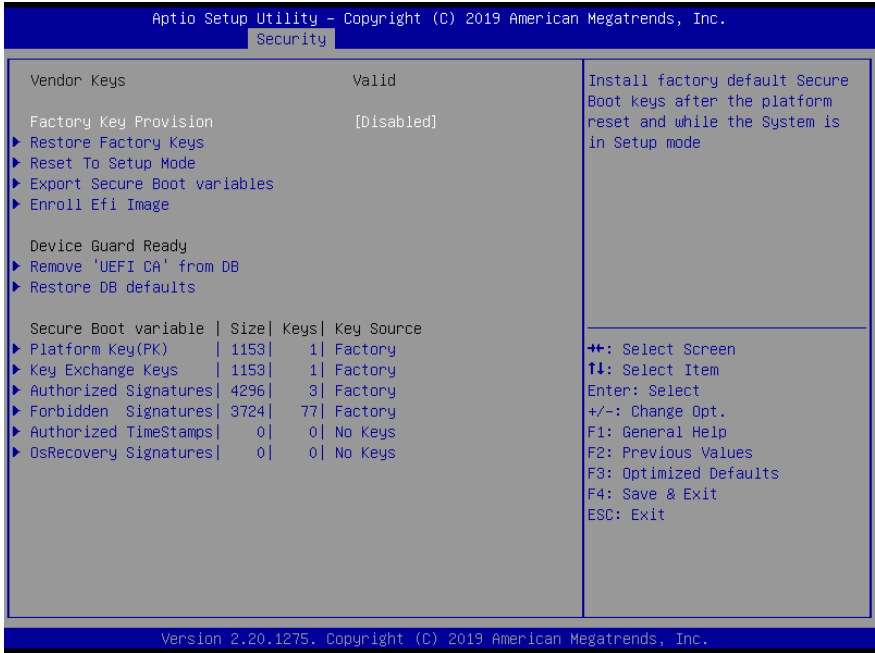 Aptio Setup Utility – Copyright (C) 2019 American Megatrends, Inc.
Security
Vendor Keys Valid
Factory Key Provision [Disabled]
Restore Factory Keys
Reset To Setup Mode
Export Secure Boot variables
Enroll Efi Image
Device Guard Ready
Remove 'UEFI CA' from DB
Restore DB defaults
Secure Boot variable | Size| Keys| Key Source
Platform Key(PK) | 1153| 1| Factory
Key Exchange Keys | 1153| 1| Factory
Authorized Signatures| 4296| 3| Factory
Forbidden Signatures| 3724| 77| Factory
Authorized TimeStamps| 0| 0| No Keys
OsRecovery Signatures| 0| 0| No Keys
Install factory default Secure
Boot keys after the platform
reset and while the System is
in Setup mode
→←: Select Screen
↑↓: Select Item
Enter: Select
+/-: Change Opt.
F1: General Help
F2: Previous Values
F3: Optimized Defaults
F4: Save & Exit
ESC: Exit
Version 2.20.1275. Copyright (C) 2019 American Megatrends, Inc.